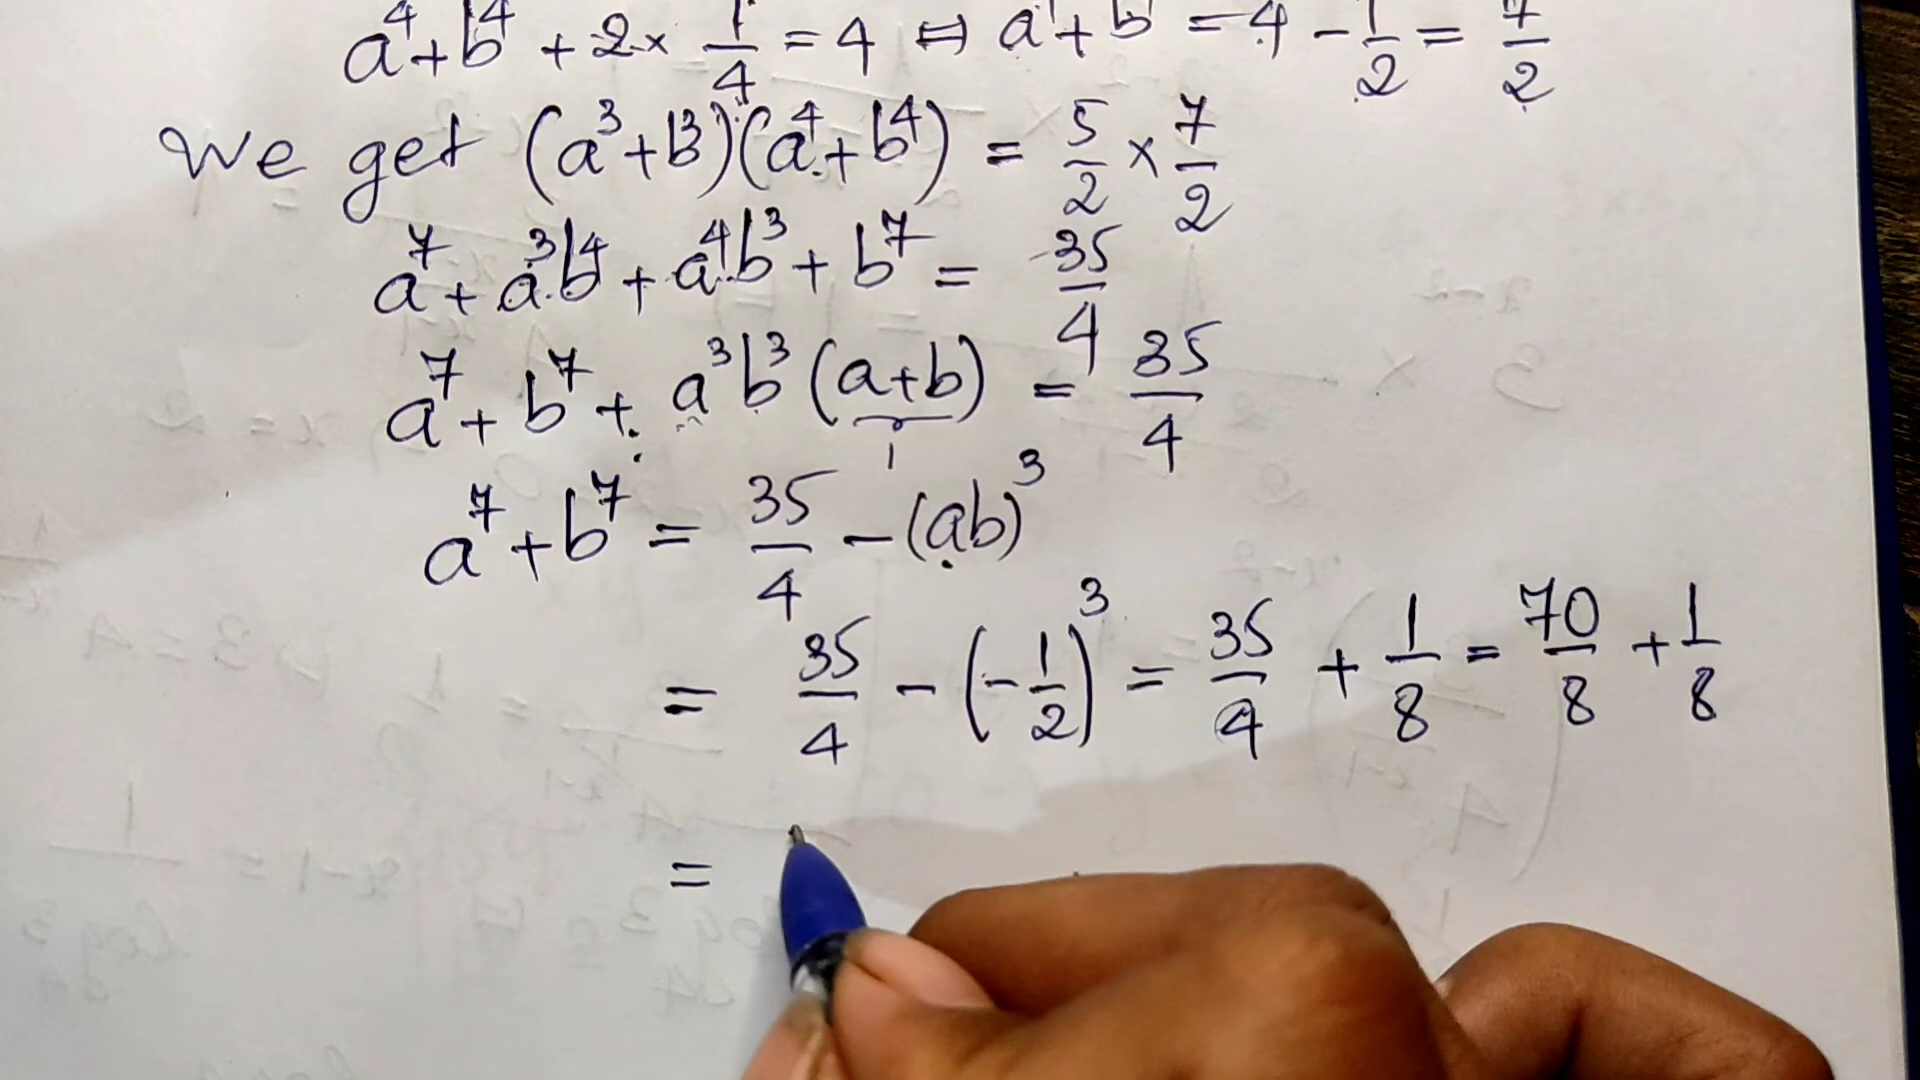 a⁴+b⁴ + 2 × 1/4 = 4 ⇔ a⁴+b⁴ = 4 - 1/2 = 7/2
We get (a³+b³)(a⁴+b⁴) = 5/2 × 7/2
a⁷ + a³b⁴ + a⁴b³ + b⁷ = 35/4
a⁷ + b⁷ + a³b³(a+b) = 35/4
1
a⁷+b⁷ = 35/4 - (ab)³
= 35/4 - (-1/2)³ = 35/4 + 1/8 = 70/8 + 1/8
=